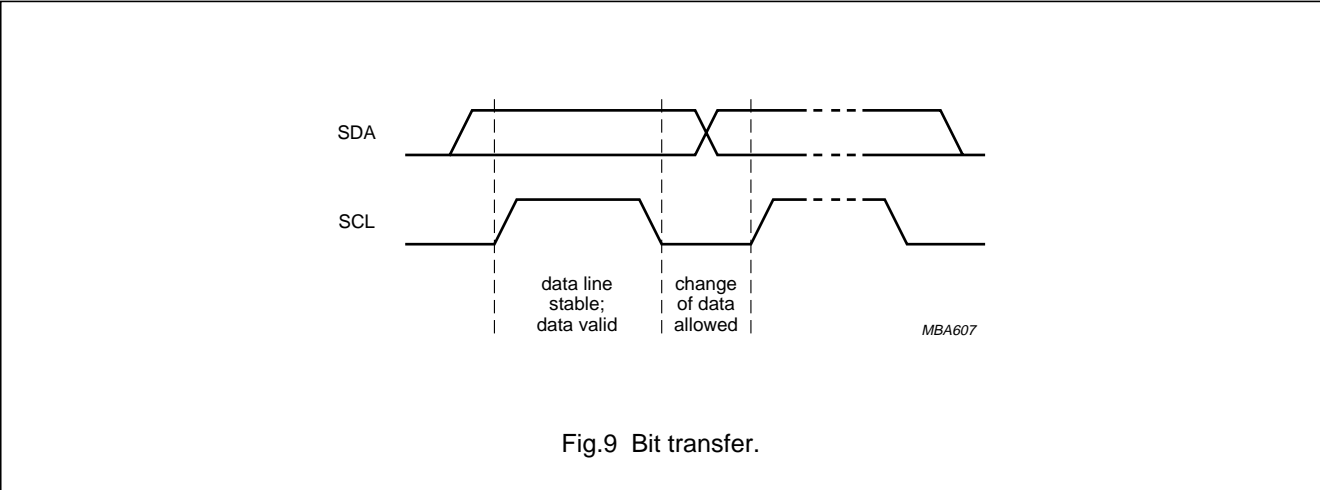 SDA
SCL
data line
stable;
data valid
change
of data
allowed
MBA607
Fig.9 Bit transfer.